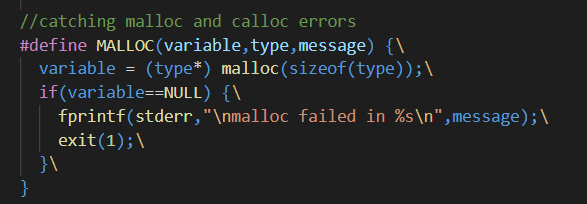 //catching malloc and calloc errors
#define MALLOC(variable,type,message) {\
  variable = (type*) malloc(sizeof(type));\
  if(variable==NULL) {\
    fprintf(stderr,"\nmalloc failed in %s\n",message);\
    exit(1);\
  }\
}